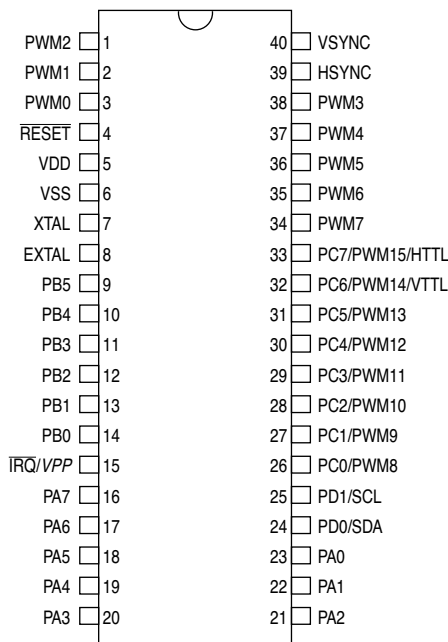 PWM2 1 40 VSYNC
PWM1 2 39 HSYNC
PWM0 3 38 PWM3
RESET 4 37 PWM4
VDD 5 36 PWM5
VSS 6 35 PWM6
XTAL 7 34 PWM7
EXTAL 8 33 PC7/PWM15/HTTL
PB5 9 32 PC6/PWM14/VTTL
PB4 10 31 PC5/PWM13
PB3 11 30 PC4/PWM12
PB2 12 29 PC3/PWM11
PB1 13 28 PC2/PWM10
PB0 14 27 PC1/PWM9
IRQ/VPP 15 26 PC0/PWM8
PA7 16 25 PD1/SCL
PA6 17 24 PD0/SDA
PA5 18 23 PA0
PA4 19 22 PA1
PA3 20 21 PA2